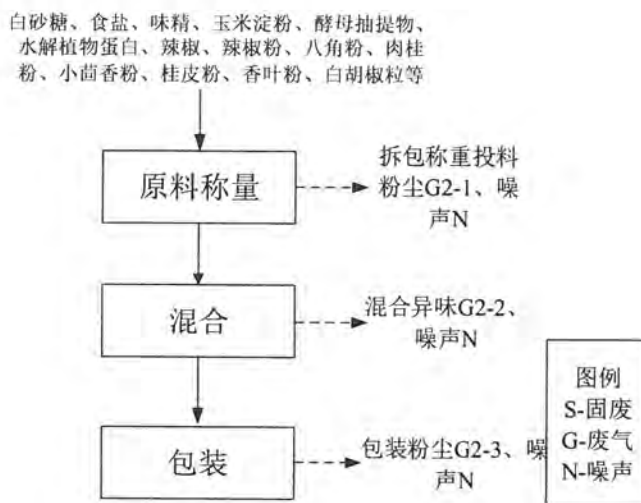 白砂糖、食盐、味精、玉米淀粉、酵母抽提物、
水解植物蛋白、辣椒、辣椒粉、八角粉、肉桂
粉、小茴香粉、桂皮粉、香叶粉、白胡椒粒等
原料称量
拆包称重投料
粉尘G2-1、噪
声N
混合
混合异味G2-2、
噪声N
包装
包装粉尘G2-3、噪
声N
图例
S-固废
G-废气
N-噪声